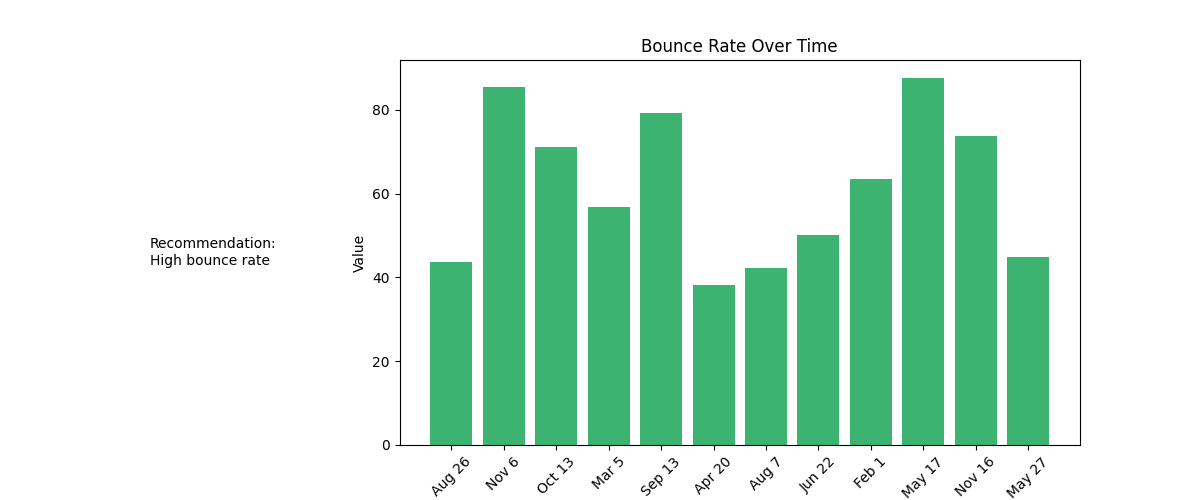 Bounce Rate Over Time
Recommendation:
High bounce rate
Value
80
60
40
20
0
Aug 26
Nov 6
Oct 13
Mar 5
Sep 13
Apr 20
Aug 7
Jun 22
Feb 1
May 17
Nov 16
May 27